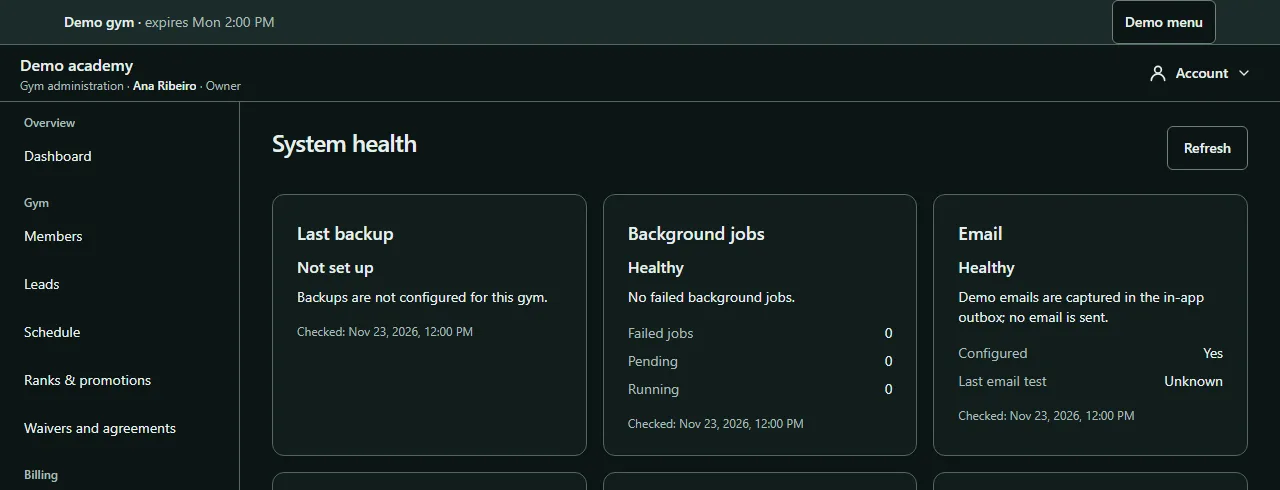 Demo gym · expires Mon 2:00 PM
Demo menu
Demo academy
Gym administration · Ana Ribeiro · Owner
Account
Overview
Dashboard
Gym
Members
Leads
Schedule
Ranks & promotions
Waivers and agreements
Billing
System health
Refresh
Last backup
Not set up
Backups are not configured for this gym.
Checked: Nov 23, 2026, 12:00 PM
Background jobs
Healthy
No failed background jobs.
Failed jobs 0
Pending 0
Running 0
Checked: Nov 23, 2026, 12:00 PM
Email
Healthy
Demo emails are captured in the in-app
outbox; no email is sent.
Configured Yes
Last email test Unknown
Checked: Nov 23, 2026, 12:00 PM